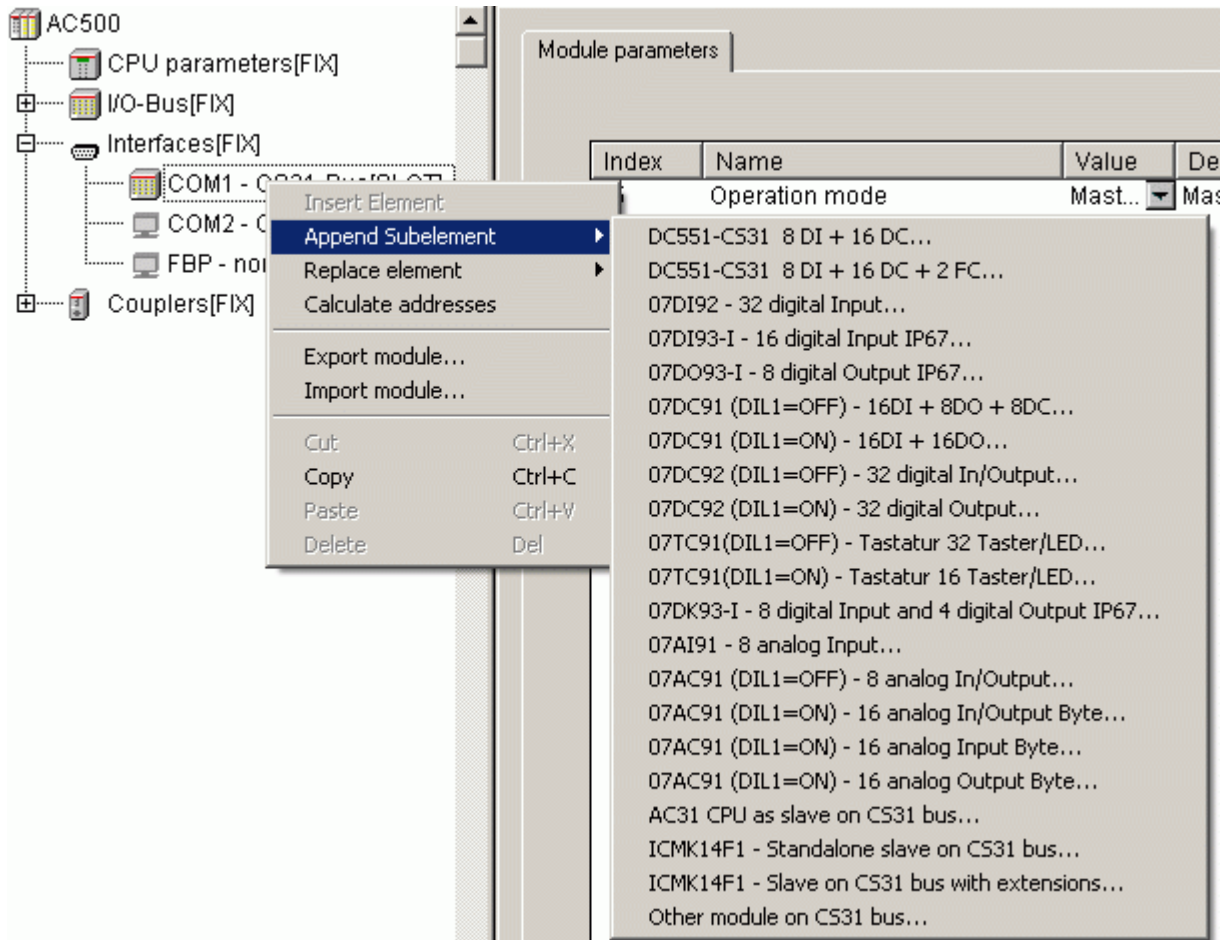 AC500
CPU parameters[FIX]
I/O-Bus[FIX]
Interfaces[FIX]
COM1 - CS31-Bus[SLOT]
COM2 -
FBP -
Couplers[FIX]
Insert Element
Append Subelement
Replace element
Calculate addresses
Export module...
Import module...
Cut Ctrl+X
Copy Ctrl+C
Paste Ctrl+V
Delete Del
Module parameters
Index Name Value De
Operation mode Mast... Mas
DC551-CS31 8 DI + 16 DC...
DC551-CS31 8 DI + 16 DC + 2 FC...
07DI92 - 32 digital Input...
07DI93-I - 16 digital Input IP67...
07DO93-I - 8 digital Output IP67...
07DC91 (DIL1=OFF) - 16DI + 8DO + 8DC...
07DC91 (DIL1=ON) - 16DI + 16DO...
07DC92 (DIL1=OFF) - 32 digital In/Output...
07DC92 (DIL1=ON) - 32 digital Output...
07TC91(DIL1=OFF) - Tastatur 32 Taster/LED...
07TC91(DIL1=ON) - Tastatur 16 Taster/LED...
07DK93-I - 8 digital Input and 4 digital Output IP67...
07AI91 - 8 analog Input...
07AC91 (DIL1=OFF) - 8 analog In/Output...
07AC91 (DIL1=ON) - 16 analog In/Output Byte...
07AC91 (DIL1=ON) - 16 analog Input Byte...
07AC91 (DIL1=ON) - 16 analog Output Byte...
AC31 CPU as slave on CS31 bus...
ICMK14F1 - Standalone slave on CS31 bus...
ICMK14F1 - Slave on CS31 bus with extensions...
Other module on CS31 bus...